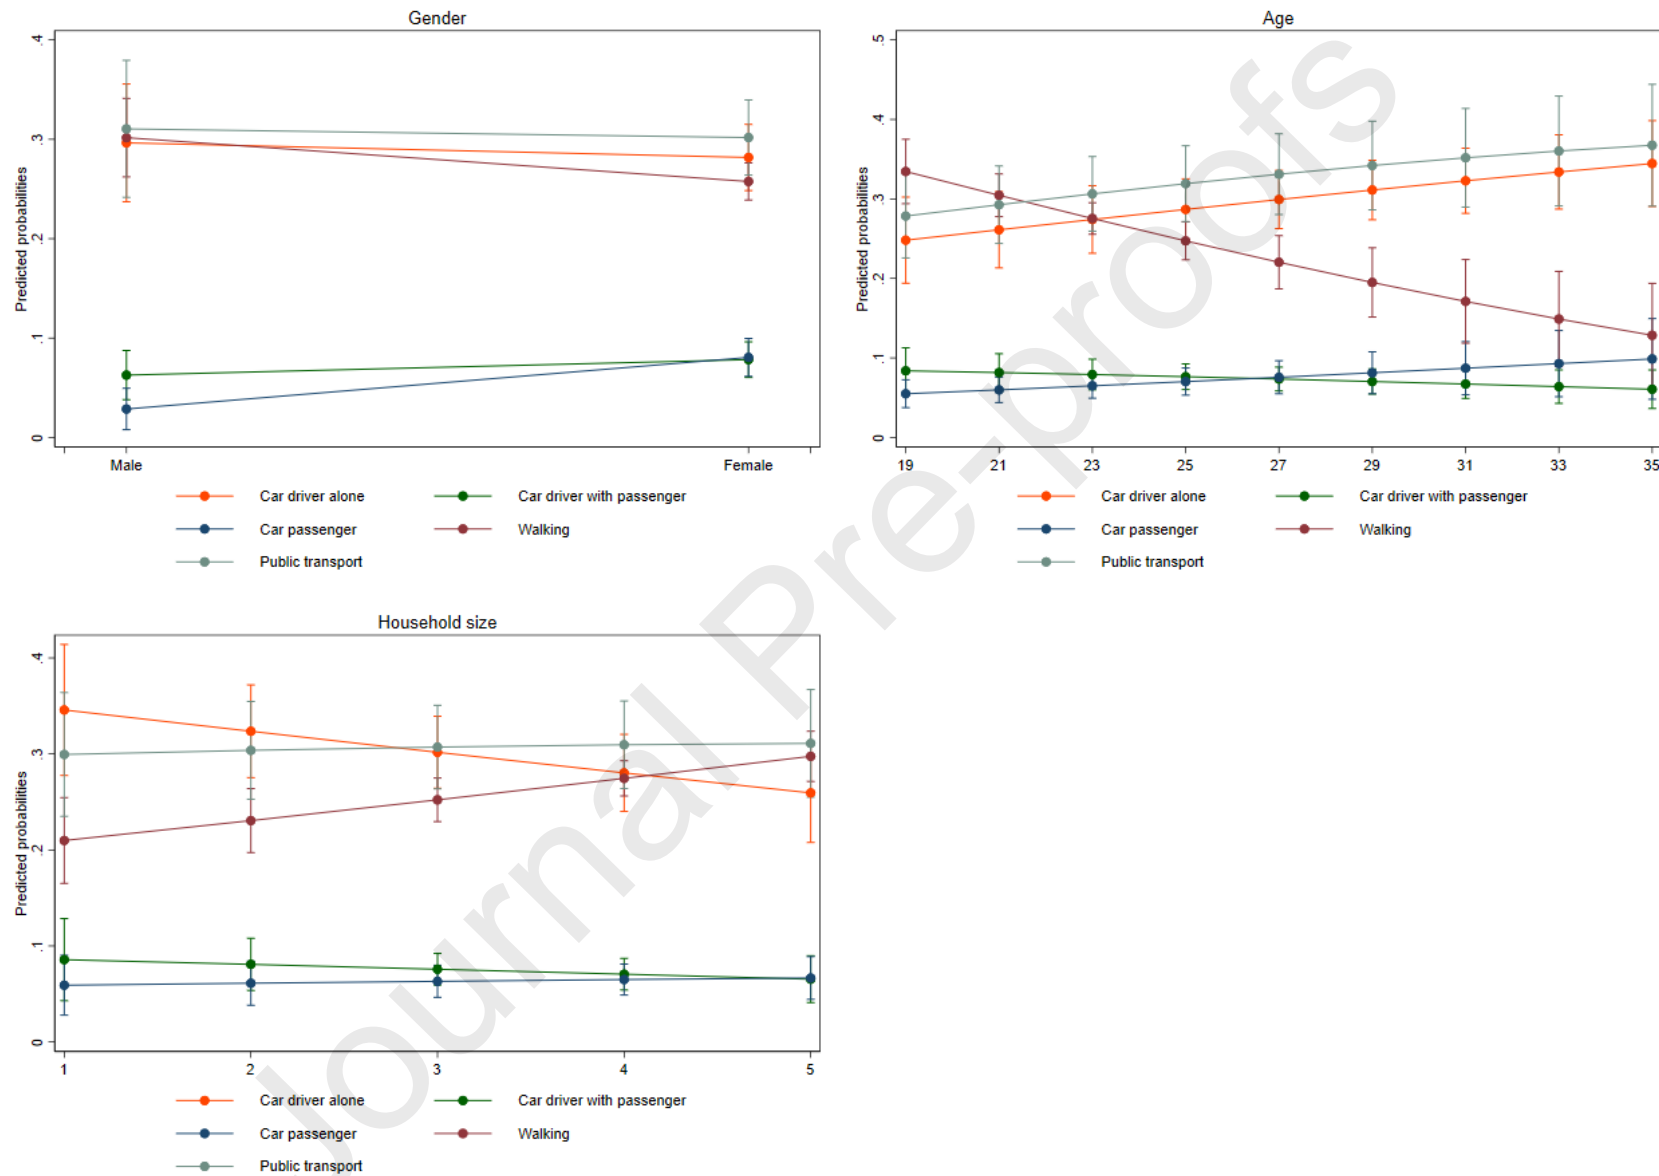 Gender
Age
.4
.3
.2
.1
0
Predicted probabilities
Male
Female
Car driver alone
Car driver with passenger
Car passenger
Walking
Public transport
.5
.4
.3
.2
.1
0
Predicted probabilities
19 21 23 25 27 29 31 33 35
Car driver alone
Car driver with passenger
Car passenger
Walking
Public transport
Household size
.4
.3
.2
.1
0
Predicted probabilities
1 2 3 4 5
Car driver alone
Car driver with passenger
Car passenger
Walking
Public transport
Journal Pre-proofs